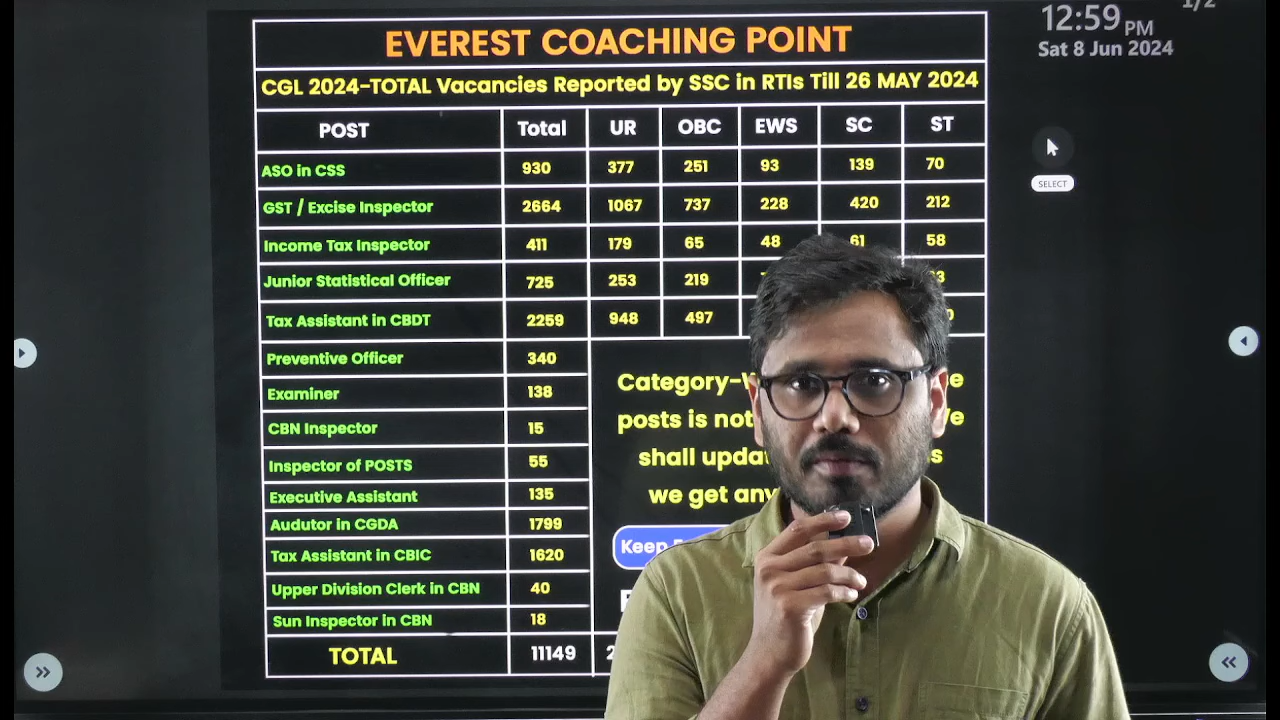 1/2
12:59 PM
Sat 8 Jun 2024
EVEREST COACHING POINT
CGL 2024-TOTAL Vacancies Reported by SSC in RTIs Till 26 MAY 2024
POST Total UR OBC EWS SC ST
ASO in CSS 930 377 251 93 139 70
GST / Excise Inspector 2664 1067 737 228 420 212
Income Tax Inspector 411 179 65 48 61 58
Junior Statistical Officer 725 253 219
Tax Assistant in CBDT 2259 948 497
Preventive Officer 340
Examiner 138
CBN Inspector 15
Inspector of POSTS 55
Executive Assistant 135
Audutor in CGDA 1799
Tax Assistant in CBIC 1620
Upper Division Clerk in CBN 40
Sun Inspector in CBN 18
TOTAL 11149
posts is not
shall
we get
Keep
SELECT